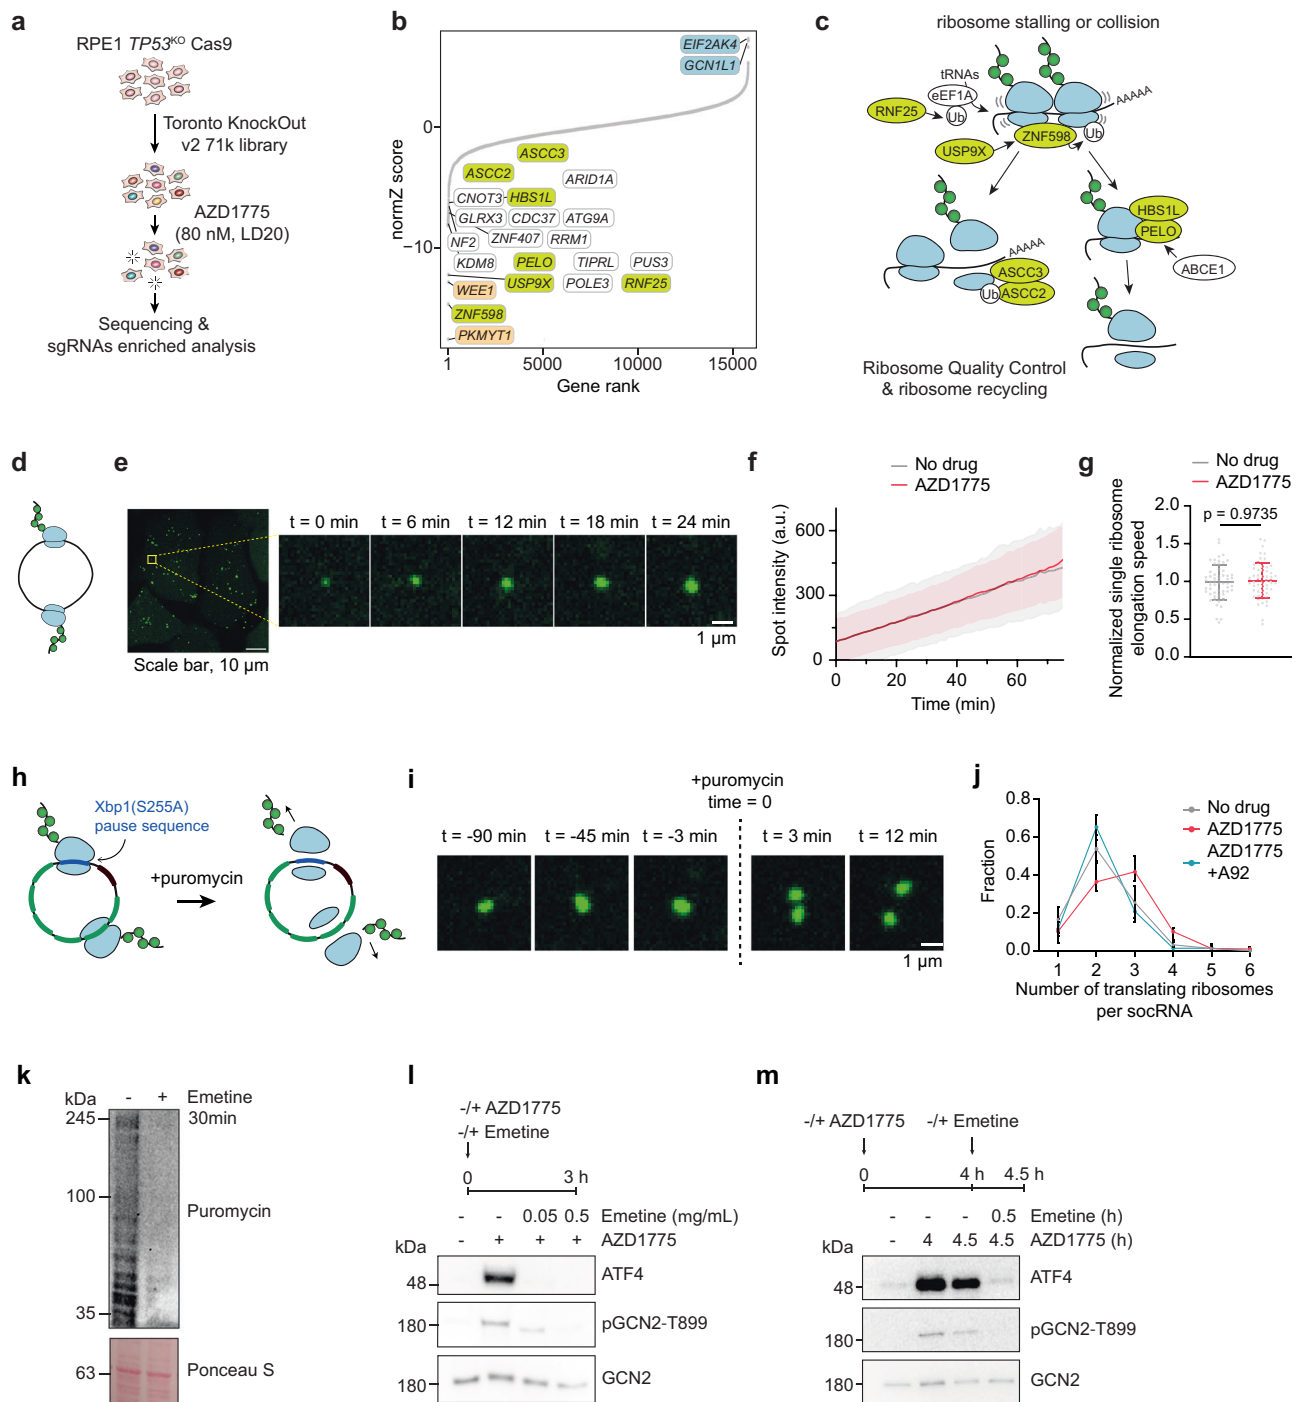 a
RPE1 TP53KO Cas9
Toronto KnockOut
v2 71k library
AZD1775
(80 nM, LD20)
Sequencing &
sgRNAs enriched analysis
b
normZ score
0
−10
EIF2AK4
GCN1L1
ASCC3
ASCC2
ARID1A
CNOT3
HBS1L
GLRX3
CDC37
ATG9A
NF2
ZNF407
RRM1
KDM8
PELO
TIPRL
PUS3
WEE1
USP9X
POLE3
RNF25
ZNF598
PKMYT1
1
5000
10000
15000
Gene rank
c
ribosome stalling or collision
tRNAs
eEF1A
RNF25
Ub
AAAAA
ZNF598
Ub
USP9X
HBS1L
PELO
AAAAA
ASCC3
Ub
ASCC2
ABCE1
Ribosome Quality Control
& ribosome recycling
d
e
t = 0 min
t = 6 min
t = 12 min
t = 18 min
t = 24 min
Scale bar, 10 µm
1 µm
f
No drug
AZD1775
Spot intensity (a.u.)
600
300
0
0
20
40
60
Time (min)
g
No drug
AZD1775
Normalized single ribosome
elongation speed
2.0
1.5
1.0
0.5
0.0
p = 0.9735
h
Xbp1(S255A)
pause sequence
+puromycin
i
+puromycin
time = 0
t = -90 min
t = -45 min
t = -3 min
t = 3 min
t = 12 min
1 µm
j
Fraction
0.8
0.6
0.4
0.2
0.0
No drug
AZD1775
AZD1775
+A92
1
2
3
4
5
6
Number of translating ribosomes
per socRNA
k
kDa
-
+
Emetine
245
30min
100
Puromycin
35
63
Ponceau S
l
-/+ AZD1775
-/+ Emetine
0
3 h
-
-
0.05
0.5
Emetine (mg/mL)
-
+
+
+
AZD1775
kDa
48
ATF4
180
pGCN2-T899
180
GCN2
m
-/+ AZD1775
-/+ Emetine
0
4 h
4.5 h
-
-
-
0.5
Emetine (h)
-
4
4.5
4.5
AZD1775 (h)
kDa
48
ATF4
180
pGCN2-T899
180
GCN2